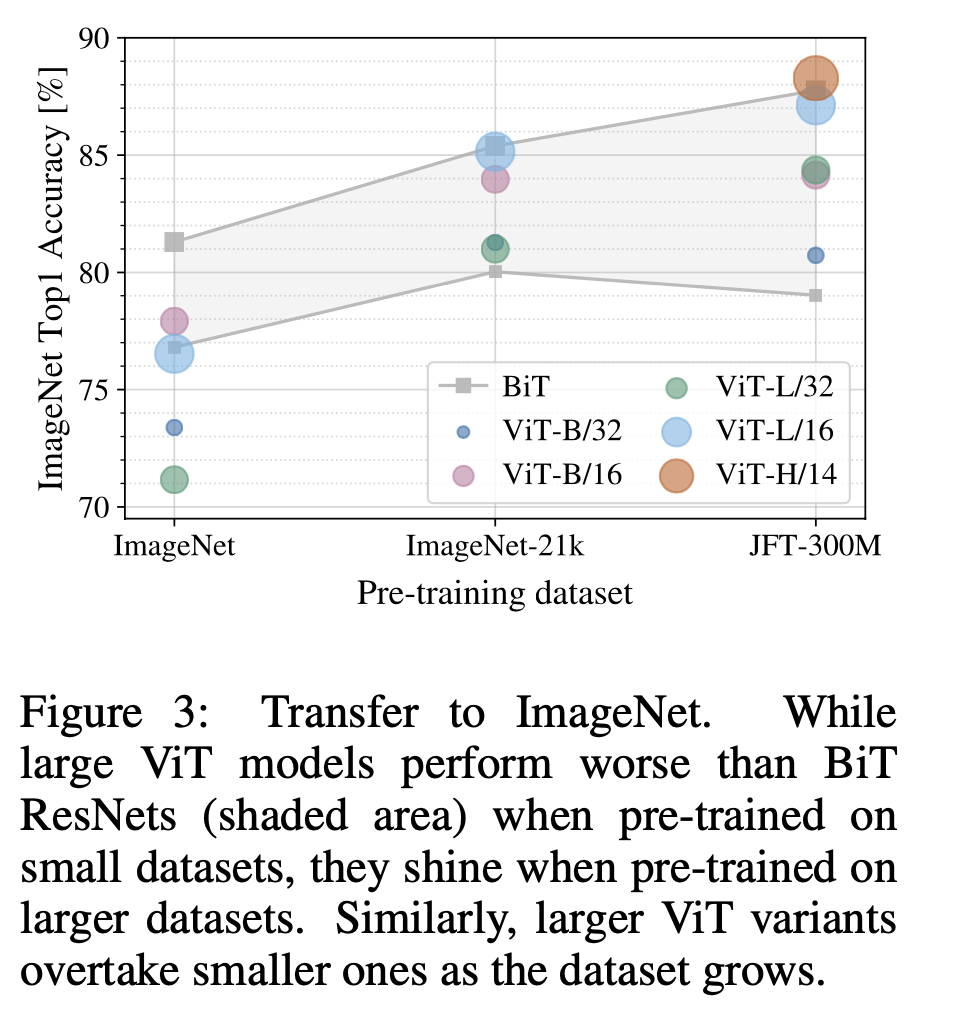 90
85
80
75
70
ImageNet Top1 Accuracy [%]
BiT
ViT-B/32
ViT-B/16
ViT-L/32
ViT-L/16
ViT-H/14
ImageNet
ImageNet-21k
JFT-300M
Pre-training dataset
Figure 3: Transfer to ImageNet. While
large ViT models perform worse than BiT
ResNets (shaded area) when pre-trained on
small datasets, they shine when pre-trained on
larger datasets. Similarly, larger ViT variants
overtake smaller ones as the dataset grows.